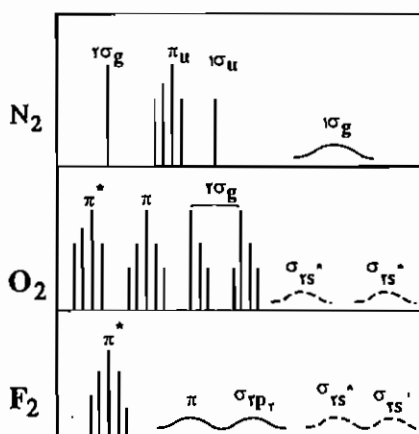 ۲σg πu ۱σu
N2
۱σg
π* π ۲σg
O2 σ۲s* σ۲s*
π*
F2 π σ۲p۲ σ۲s* σ۲s'